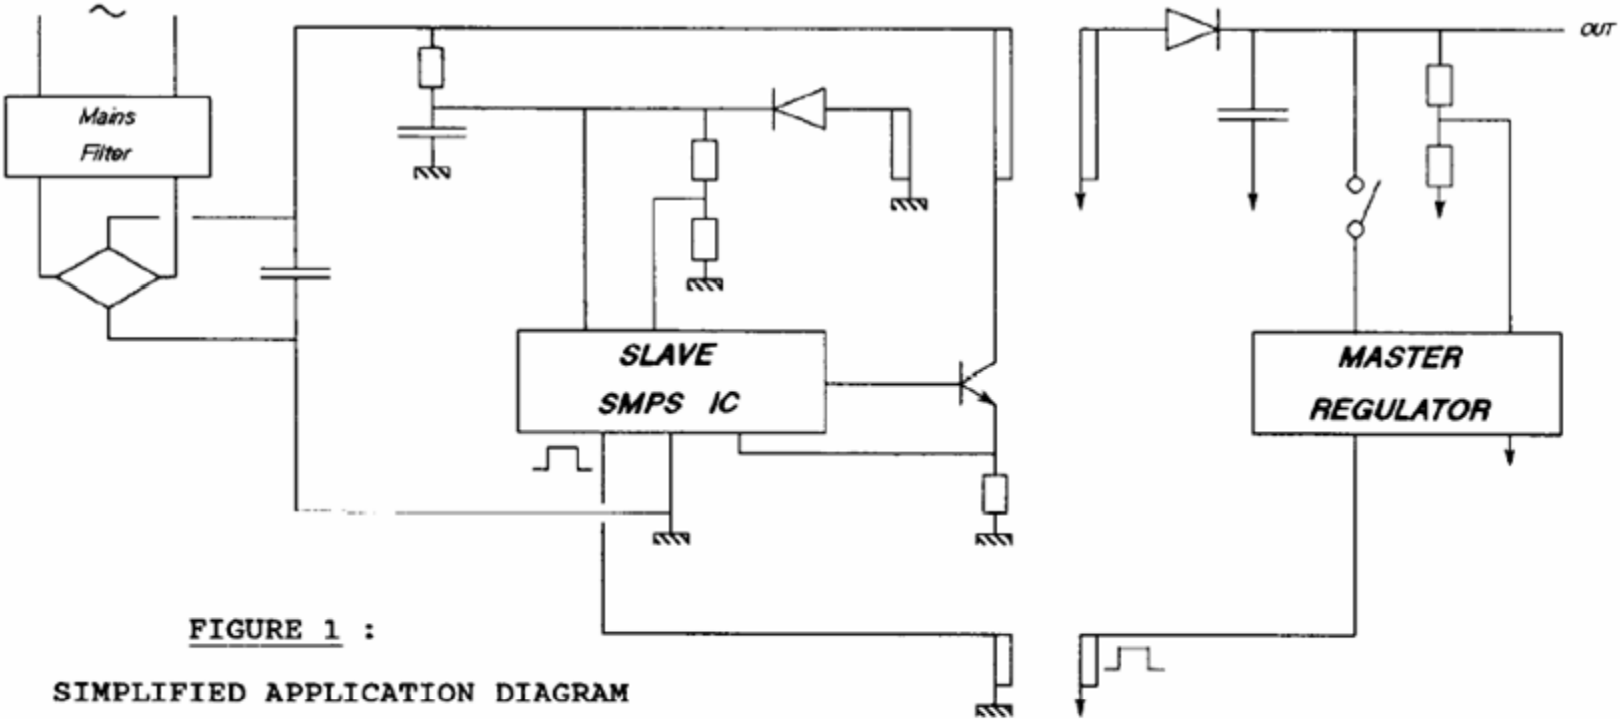 OUT
Mains
Filter
SLAVE
SMPS IC
MASTER
REGULATOR
FIGURE 1 :
SIMPLIFIED APPLICATION DIAGRAM